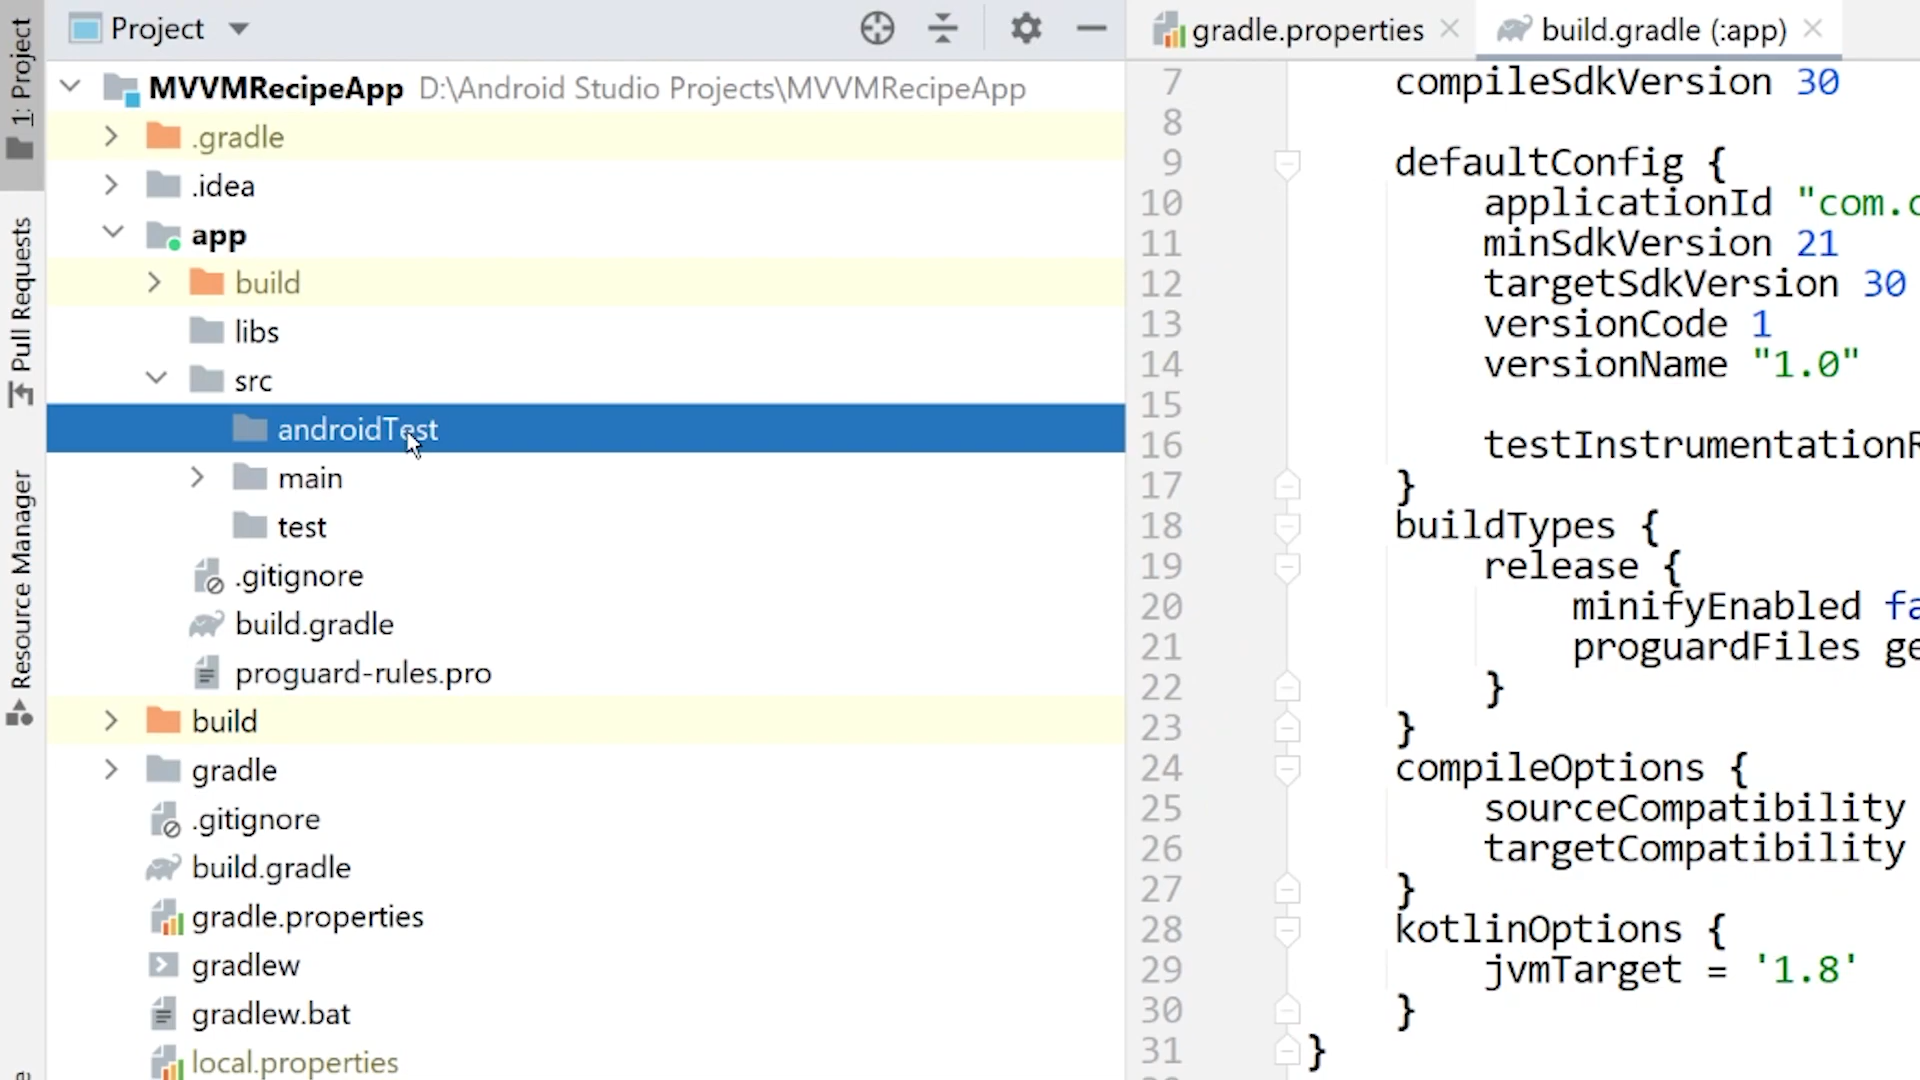 1: Project
Pull Requests
Resource Manager
Project
MVVMRecipeApp D:\Android Studio Projects\MVVMRecipeApp
.gradle
.idea
app
build
libs
src
androidTest
main
test
.gitignore
build.gradle
proguard-rules.pro
build
gradle
.gitignore
build.gradle
gradle.properties
gradlew
gradlew.bat
local.properties
gradle.properties
build.gradle (:app)
7 compileSdkVersion 30
8
9 defaultConfig {
10 applicationId "com.
11 minSdkVersion 21
12 targetSdkVersion 30
13 versionCode 1
14 versionName "1.0"
15
16 testInstrumentationR
17 }
18 buildTypes {
19 release {
20 minifyEnabled fa
21 proguardFiles ge
22 }
23 }
24 compileOptions {
25 sourceCompatibility
26 targetCompatibility
27 }
28 kotlinOptions {
29 jvmTarget = '1.8'
30 }
31 }